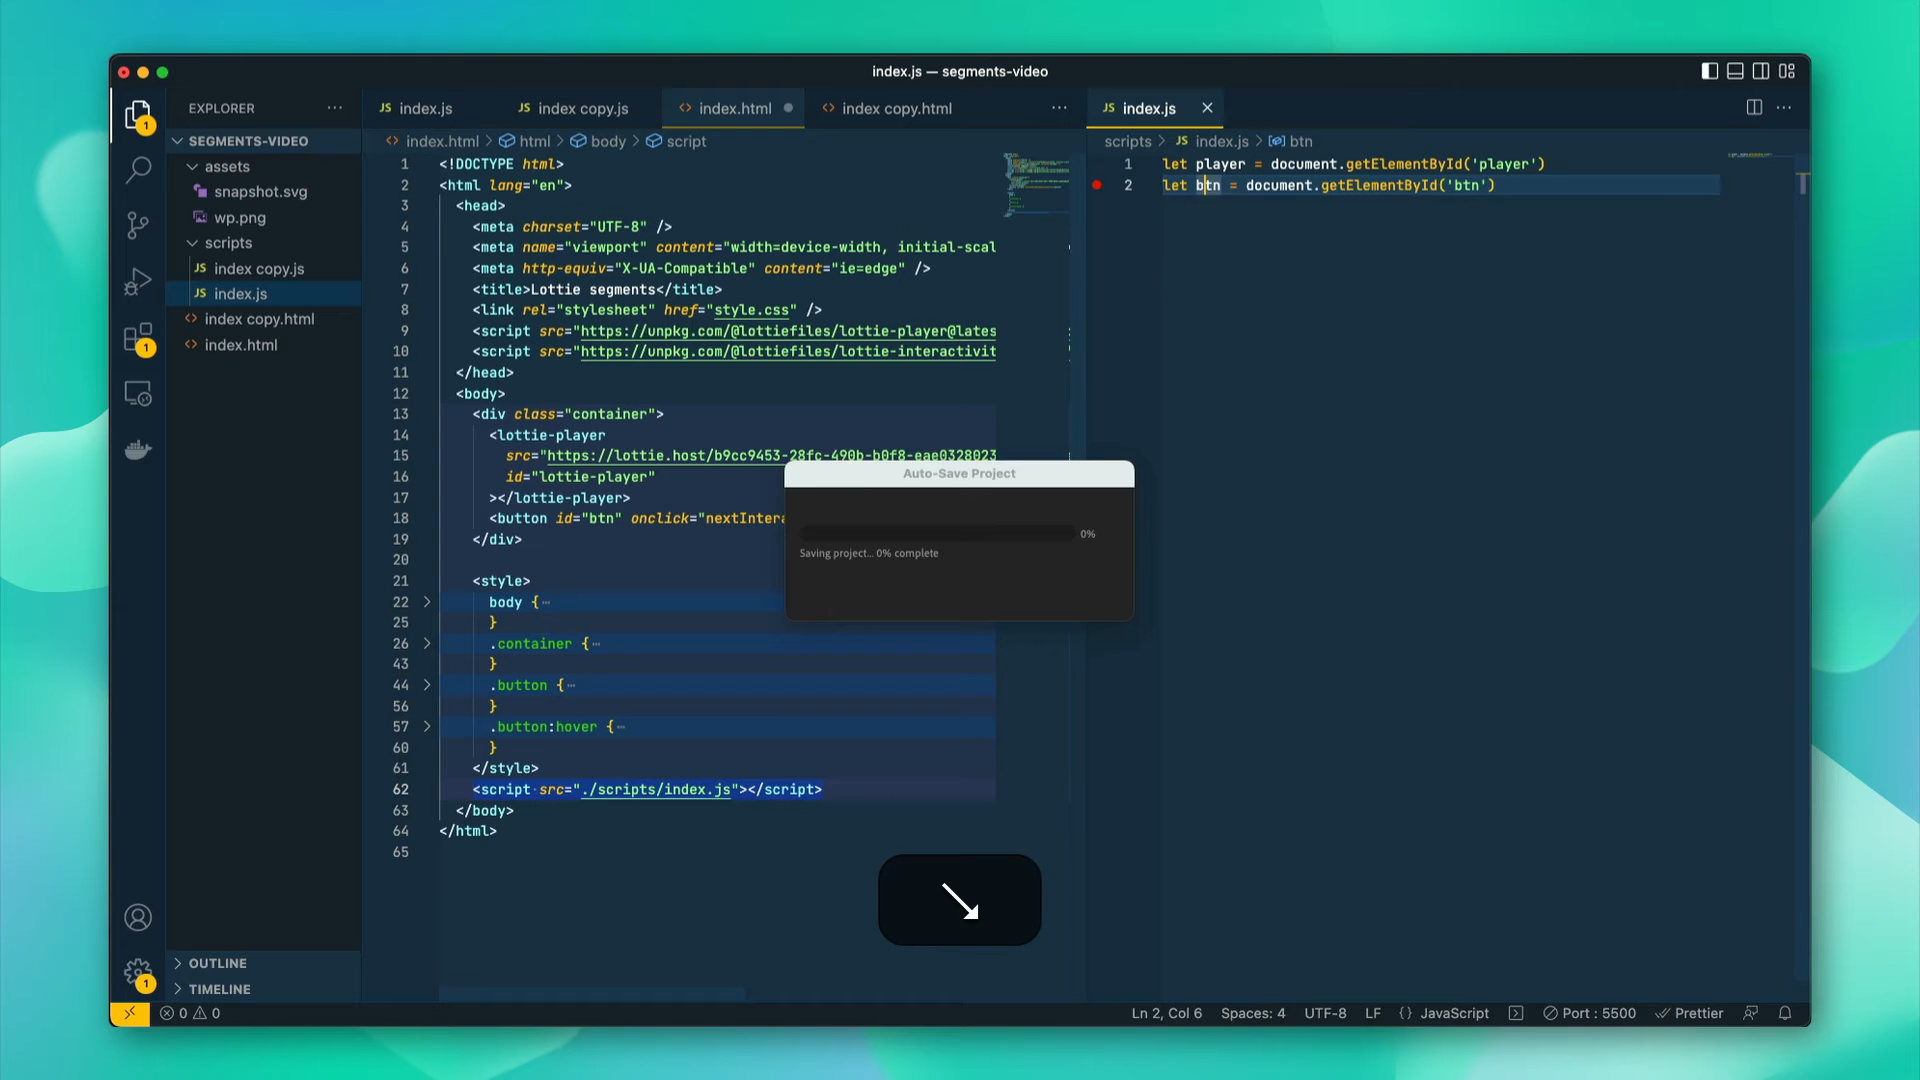 index.js — segments-video
EXPLORER
SEGMENTS-VIDEO
assets
snapshot.svg
wp.png
scripts
JS index copy.js
JS index.js
<> index copy.html
<> index.html
OUTLINE
TIMELINE
1
1
1
JS index.js
JS index copy.js
<> index.html
<> index copy.html
<> index.html > html > body > script
1 <!DOCTYPE html>
2 <html lang="en">
3 <head>
4 <meta charset="UTF-8" />
5 <meta name="viewport" content="width=device-width, initial-scal
6 <meta http-equiv="X-UA-Compatible" content="ie=edge" />
7 <title>Lottie segments</title>
8 <link rel="stylesheet" href="style.css" />
9 <script src="https://unpkg.com/@lottiefiles/lottie-player@lates
10 <script src="https://unpkg.com/@lottiefiles/lottie-interactivit
11 </head>
12 <body>
13 <div class="container">
14 <lottie-player
15 src="https://lottie.host/b9cc9453-28fc-490b-b0f8-eae0328023
16 id="lottie-player"
17 ></lottie-player>
18 <button id="btn" onclick="nextIntera
19 </div>
20
21 <style>
22 body {…
25 }
26 .container {…
43 }
44 .button {…
56 }
57 .button:hover {…
60 }
61 </style>
62 <script src="./scripts/index.js"></script>
63 </body>
64 </html>
65
JS index.js
scripts > JS index.js > btn
1 let player = document.getElementById('player')
2 let btn = document.getElementById('btn')
Auto-Save Project
0%
Saving project... 0% complete
0 0
Ln 2, Col 6 Spaces: 4 UTF-8 LF {} JavaScript Port : 5500 Prettier